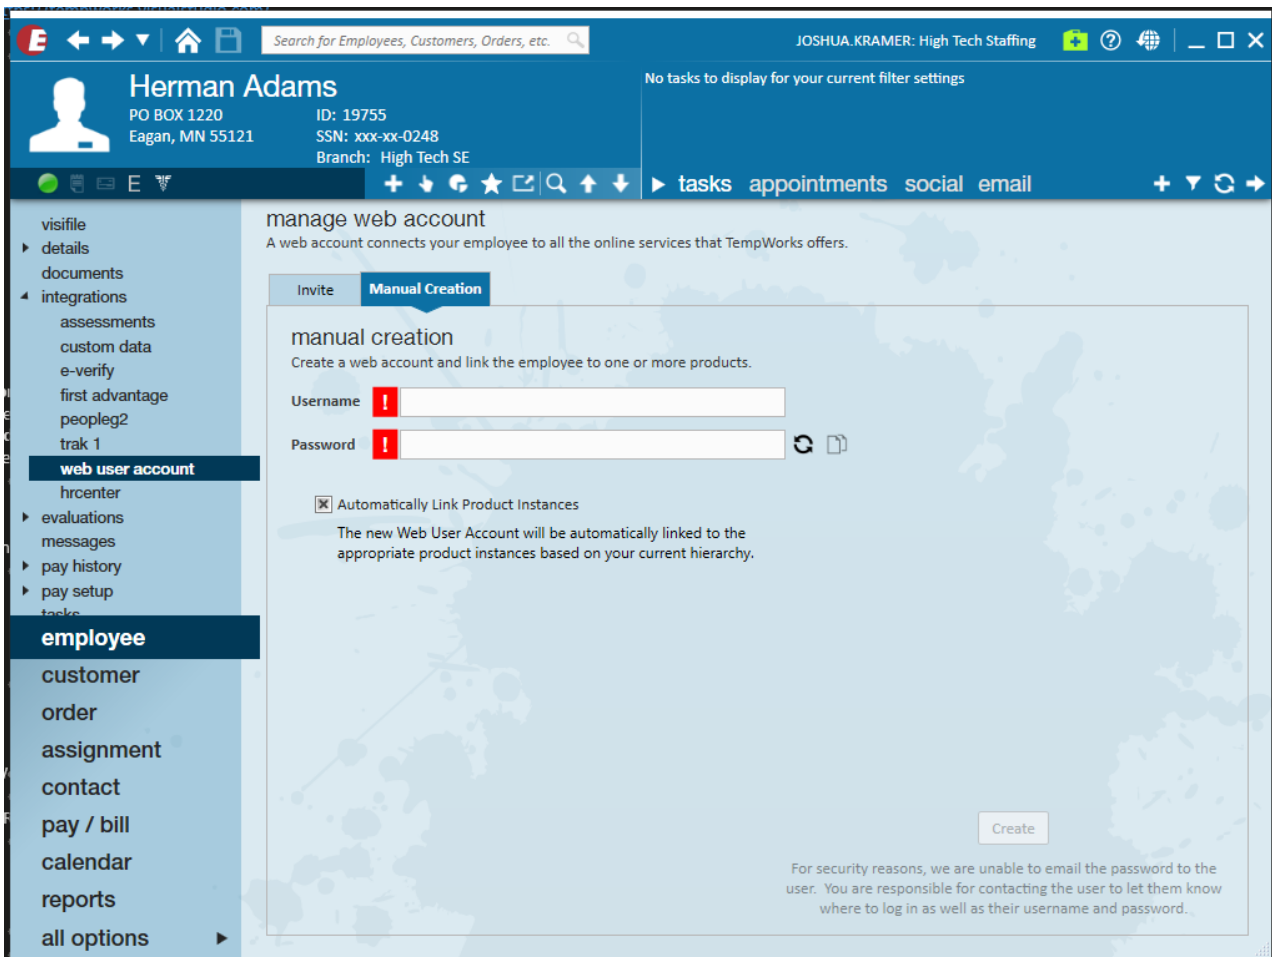 Search for Employees, Customers, Orders, etc.
JOSHUA.KRAMER: High Tech Staffing
Herman Adams
PO BOX 1220
Eagan, MN 55121
ID: 19755
SSN: xxx-xx-0248
Branch: High Tech SE
No tasks to display for your current filter settings
E
tasks appointments social email
visifile
details
documents
integrations
assessments
custom data
e-verify
first advantage
peopleg2
trak 1
web user account
hrcenter
evaluations
messages
pay history
pay setup
tasks
employee
customer
order
assignment
contact
pay / bill
calendar
reports
all options
manage web account
A web account connects your employee to all the online services that TempWorks offers.
Invite
Manual Creation
manual creation
Create a web account and link the employee to one or more products.
Username !
Password !
Automatically Link Product Instances
The new Web User Account will be automatically linked to the
appropriate product instances based on your current hierarchy.
Create
For security reasons, we are unable to email the password to the
user. You are responsible for contacting the user to let them know
where to log in as well as their username and password.